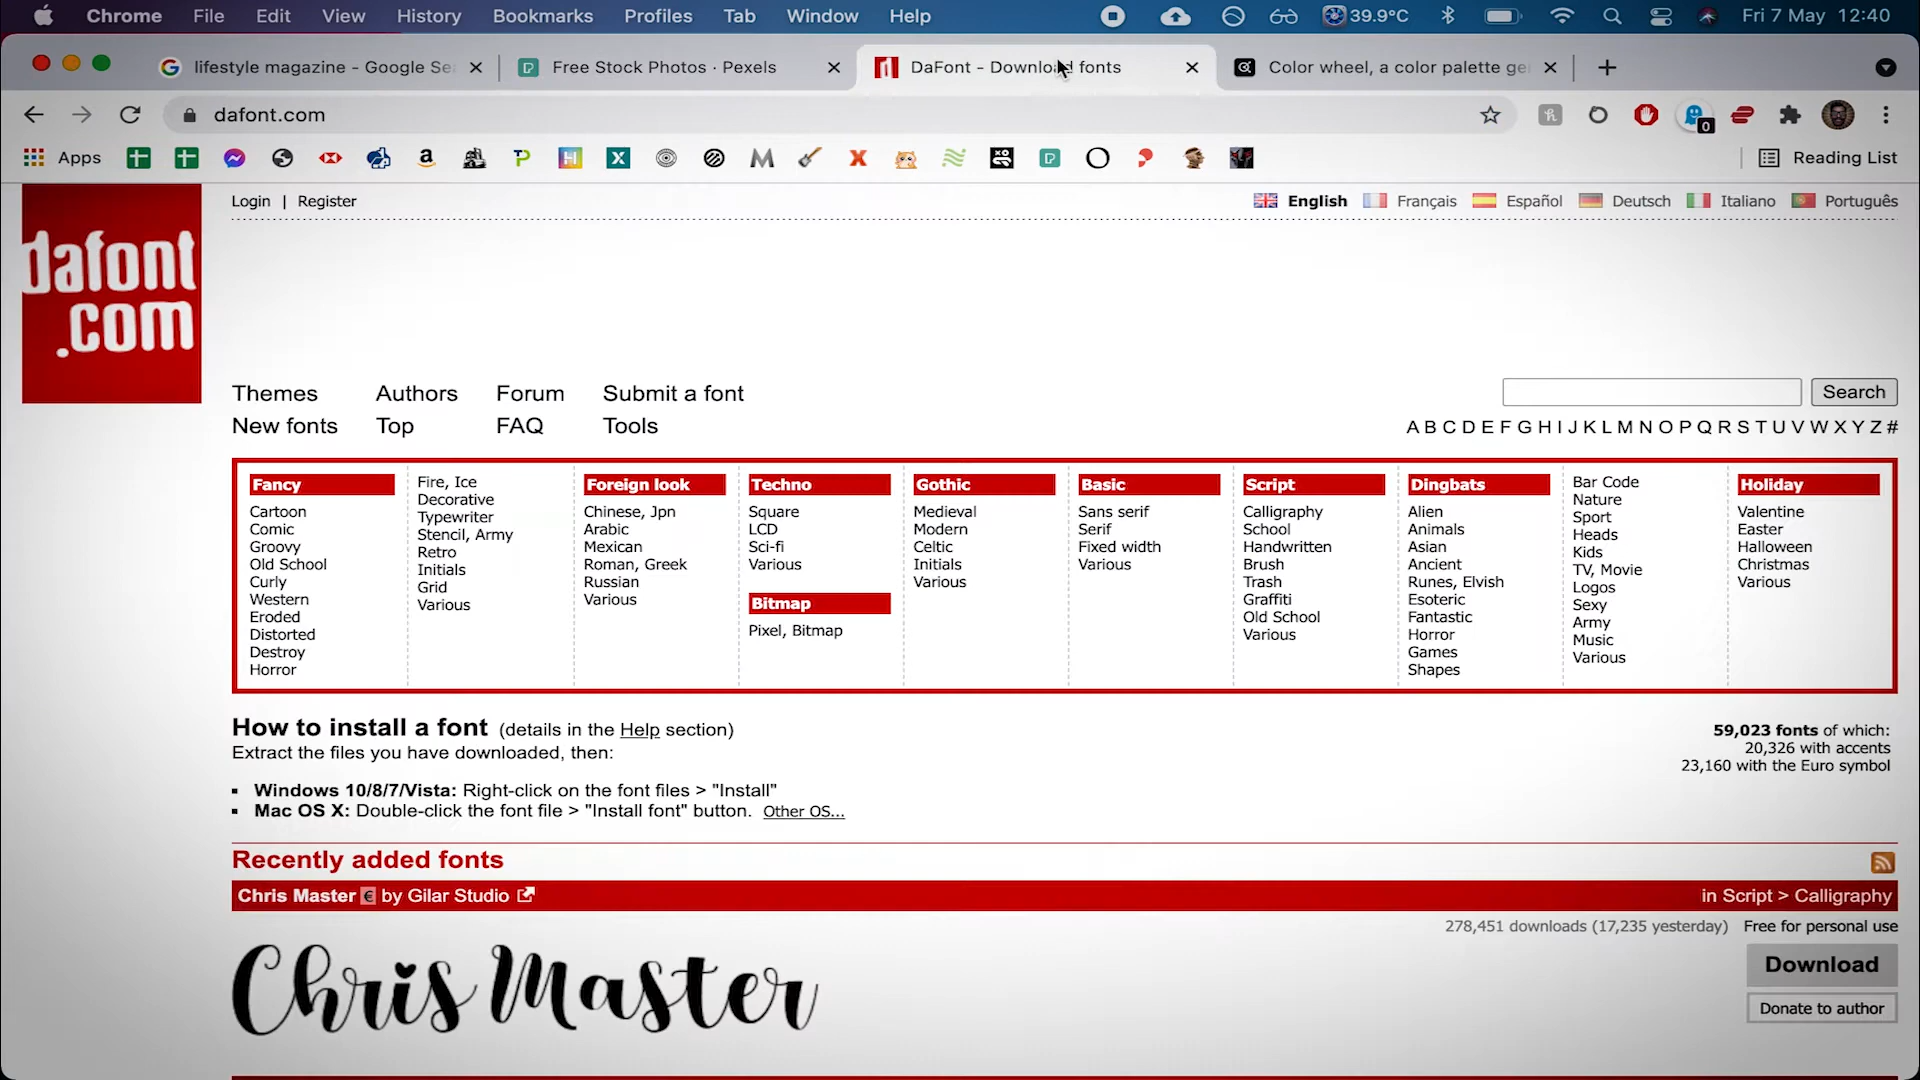 Chrome File Edit View History Bookmarks Profiles Tab Window Help 39.9°C Fri 7 May 12:40
lifestyle magazine - Google Se Free Stock Photos · Pexels DaFont - Download fonts Color wheel, a color palette ge
dafont.com
Apps Reading List
Login | Register English Français Español Deutsch Italiano Português
dafont
.com
Themes Authors Forum Submit a font Search
New fonts Top FAQ Tools A B C D E F G H I J K L M N O P Q R S T U V W X Y Z #
Fancy
Cartoon
Comic
Groovy
Old School
Curly
Western
Eroded
Distorted
Destroy
Horror
Fire, Ice
Decorative
Typewriter
Stencil, Army
Retro
Initials
Grid
Various
Foreign look
Chinese, Jpn
Arabic
Mexican
Roman, Greek
Russian
Various
Techno
Square
LCD
Sci-fi
Various
Bitmap
Pixel, Bitmap
Gothic
Medieval
Modern
Celtic
Initials
Various
Basic
Sans serif
Serif
Fixed width
Various
Script
Calligraphy
School
Handwritten
Brush
Trash
Graffiti
Old School
Various
Dingbats
Alien
Animals
Asian
Ancient
Runes, Elvish
Esoteric
Fantastic
Horror
Games
Shapes
Bar Code
Nature
Sport
Heads
Kids
TV, Movie
Logos
Sexy
Army
Music
Various
Holiday
Valentine
Easter
Halloween
Christmas
Various
How to install a font (details in the Help section)
Extract the files you have downloaded, then:
Windows 10/8/7/Vista: Right-click on the font files > "Install"
Mac OS X: Double-click the font file > "Install font" button. Other OS...
59,023 fonts of which:
20,326 with accents
23,160 with the Euro symbol
Recently added fonts
Chris Master € by Gilar Studio in Script > Calligraphy
278,451 downloads (17,235 yesterday) Free for personal use
Chris Master
Download
Donate to author